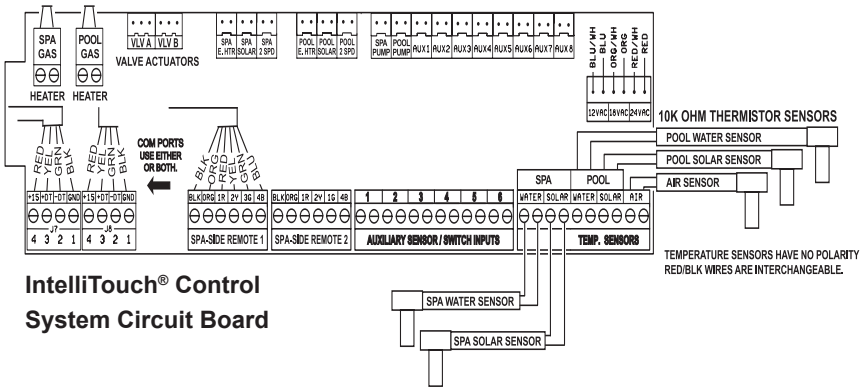 SPA GAS
POOL GAS
HEATER
HEATER
VLV A
VLV B
VALVE ACTUATORS
SPA E.HTR
SPA SOLAR
SPA 2 SPD
POOL E.HTR
POOL SOLAR
POOL 2 SPD
SPA PUMP
POOL PUMP
AUX1
AUX2
AUX3
AUX4
AUX5
AUX6
AUX7
AUX8
BLU/WH
BLU
ORG/WH
ORG
RED/WH
RED
12VAC
18VAC
24VAC
10K OHM THERMISTOR SENSORS
POOL WATER SENSOR
POOL SOLAR SENSOR
AIR SENSOR
RED
YEL
GRN
BLK
RED
YEL
GRN
BLK
COM PORTS
USE EITHER
OR BOTH.
BLK
ORG
RED
YEL
GRN
BLU
SPA
POOL
+15 +DT -DT GND
+15 +DT -DT GND
BLK ORG 1R 2Y 3G 4B
BLK ORG 1R 2Y 1G 4B
1 2 3 4 5 6
WATER SOLAR WATER SOLAR AIR
J7
J8
4 3 2 1
4 3 2 1
SPA-SIDE REMOTE 1
SPA-SIDE REMOTE 2
AUXILIARY SENSOR / SWITCH INPUTS
TEMP. SENSORS
TEMPERATURE SENSORS HAVE NO POLARITY
RED/BLK WIRES ARE INTERCHANGEABLE.
IntelliTouch® Control
System Circuit Board
SPA WATER SENSOR
SPA SOLAR SENSOR